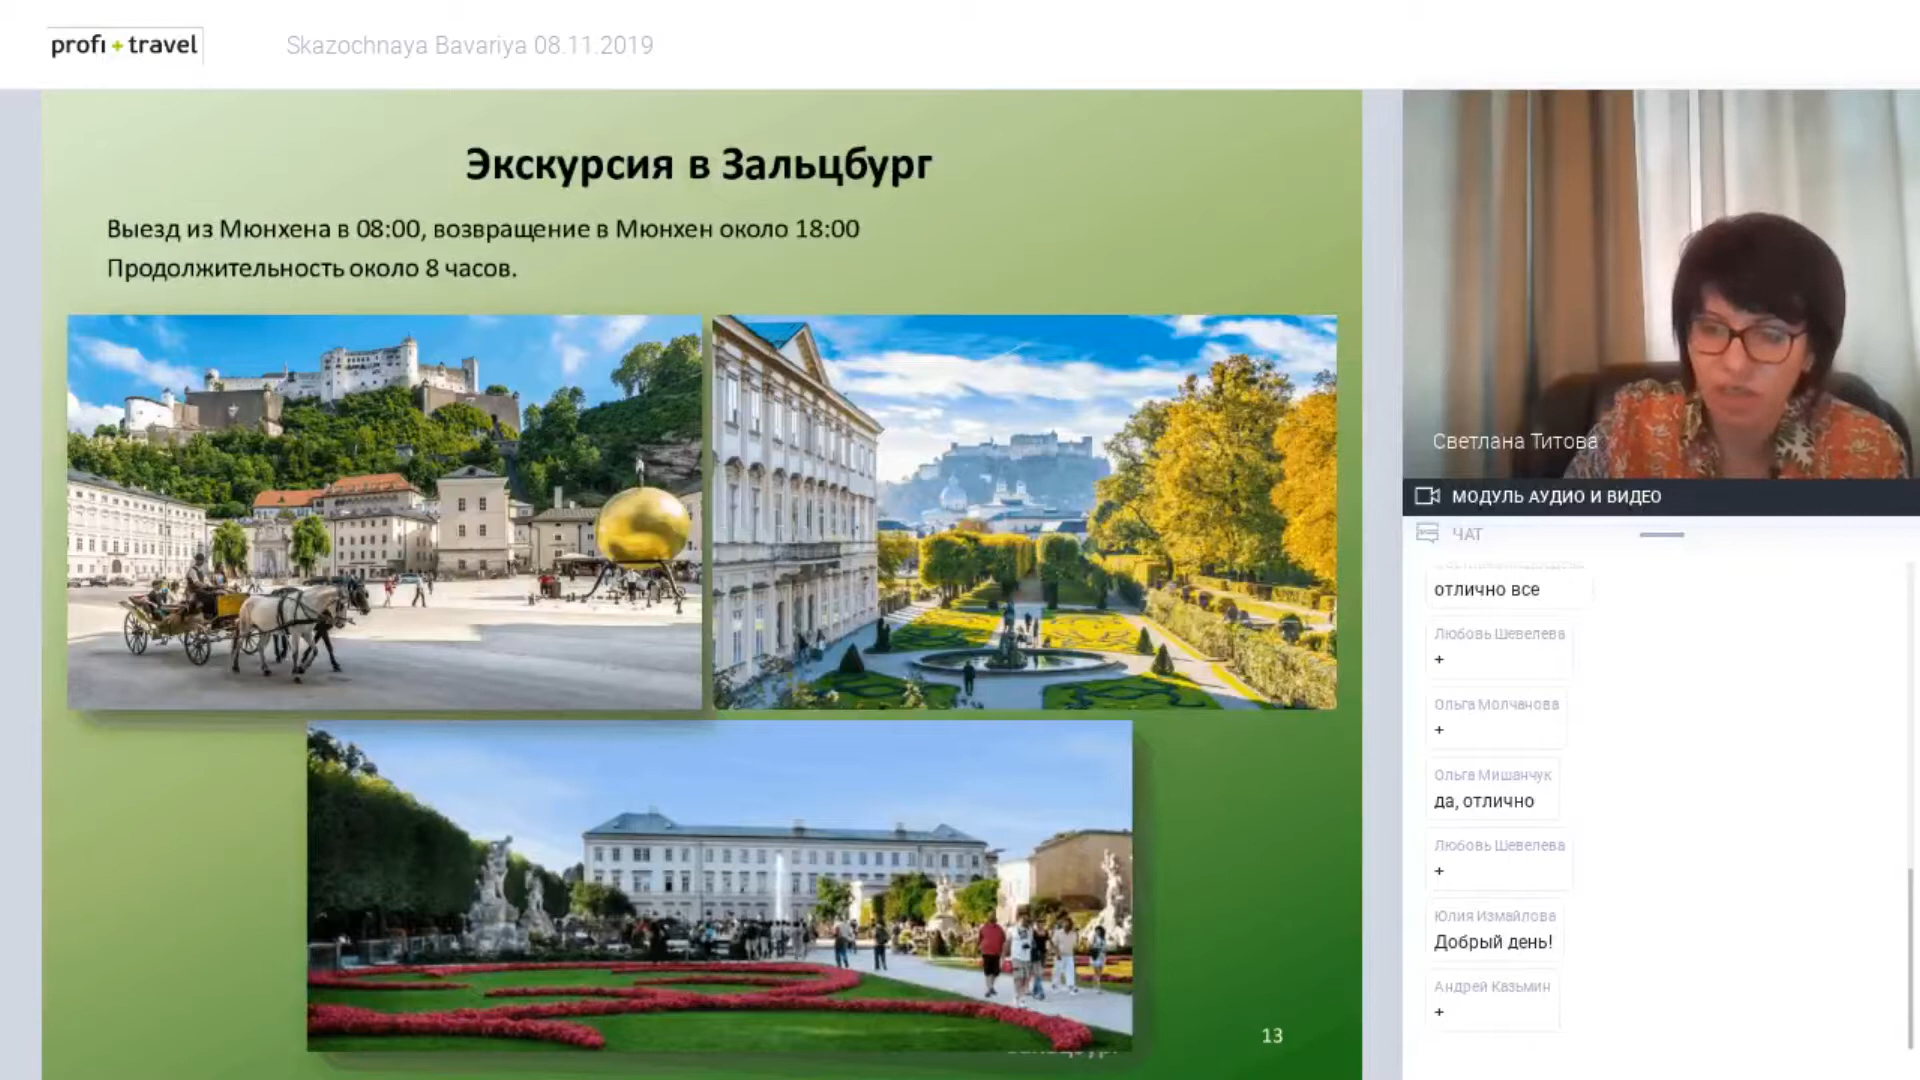 profi + travel
Skazochnaya Bavariya 08.11.2019
Экскурсия в Зальцбург
Выезд из Мюнхена в 08:00, возвращение в Мюнхен около 18:00
Продолжительность около 8 часов.
13
Светлана Титова
МОДУЛЬ АУДИО И ВИДЕО
ЧАТ
отлично все
Любовь Шевелева
+
Ольга Молчанова
+
Ольга Мишанчук
да, отлично
Любовь Шевелева
+
Юлия Измайлова
Добрый день!
Андрей Казьмин
+